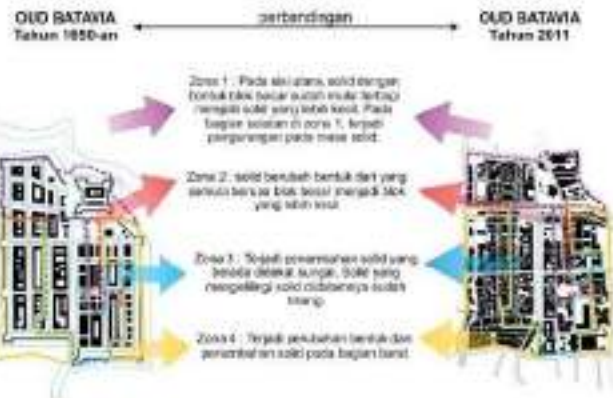 OUD BATAVIA
Tahun 1650-an
perbandingan
OUD BATAVIA
Tahun 2011
Zona 1 : Pada sisi utara, solid dengan
bentuk blok besar sudah mulai terbagi
menjadi solid yang lebih kecil. Pada
bagian selatan di zona 1, terjadi
pengurangan pada masa solid.
Zona 2 : solid berubah bentuk dari yang
semula berupa blok besar menjadi blok
yang lebih kecil
Zona 3 : Terjadi penambahan solid yang
berada didekat sungai. Solid yang
mengelilingi solid didalamnya sudah
hilang.
Zona 4 : Terjadi perubahan bentuk dan
penambahan solid pada bagian barat